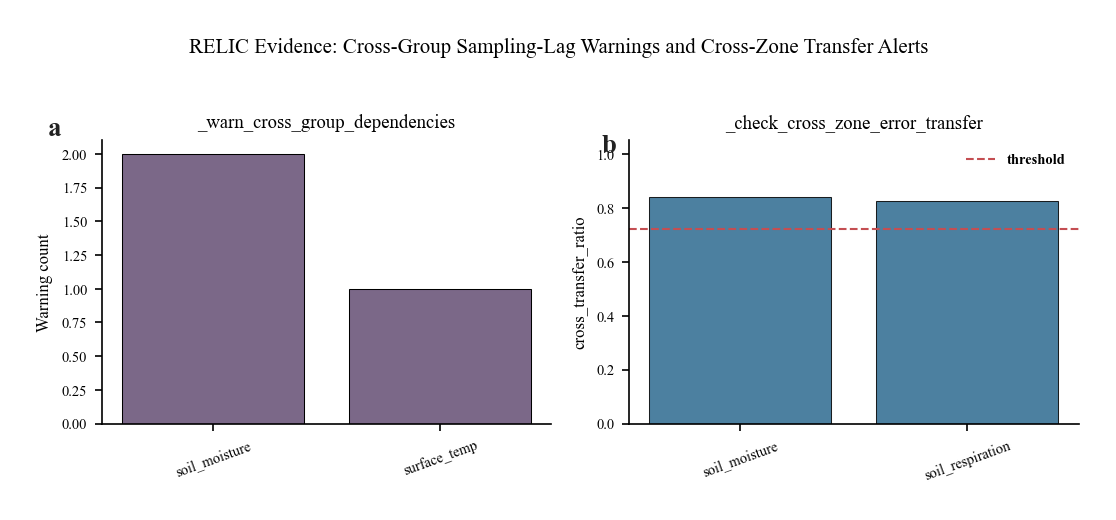 RELIC Evidence: Cross-Group Sampling-Lag Warnings and Cross-Zone Transfer Alerts
a
_warn_cross_group_dependencies
Warning count
2.00
1.75
1.50
1.25
1.00
0.75
0.50
0.25
0.00
soil_moisture
surface_temp
b
_check_cross_zone_error_transfer
cross_transfer_ratio
1.0
0.8
0.6
0.4
0.2
0.0
threshold
soil_moisture
soil_respiration